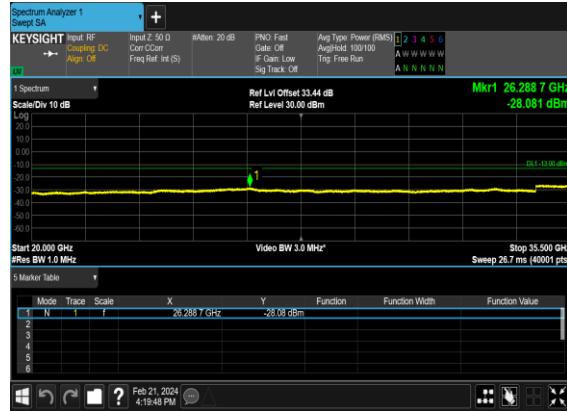 Spectrum Analyzer 1
Swept SA
+
KEYSIGHT Input: RF Input Z: 50 Ω #Atten: 20 dB PNO: Fast Avg Type: Power (RMS) 1 2 3 4 5 6
Coupling: DC Corr CCorr Gate: Off Avg|Hold: 100/100 A W W W W W
Align: Off Freq Ref: Int (S) IF Gain: Low Trig: Free Run
Sig Track: Off A N N N N N
1 Spectrum Ref Lvl Offset 33.44 dB Mkr1 26.288 7 GHz
Scale/Div 10 dB Ref Level 30.00 dBm -28.081 dBm
Log
20.0
10.0
0.00
-10.0 DL1 -13.00 dBm
-20.0 1
-30.0
-40.0
-50.0
-60.0
Start 20.000 GHz Video BW 3.0 MHz* Stop 35.500 GHz
#Res BW 1.0 MHz Sweep 26.7 ms (40001 pts)
5 Marker Table
Mode Trace Scale X Y Function Function Width Function Value
1 N 1 f 26.288 7 GHz -28.08 dBm
2
3
4
5
6
? Feb 21, 2024
4:19:48 PM